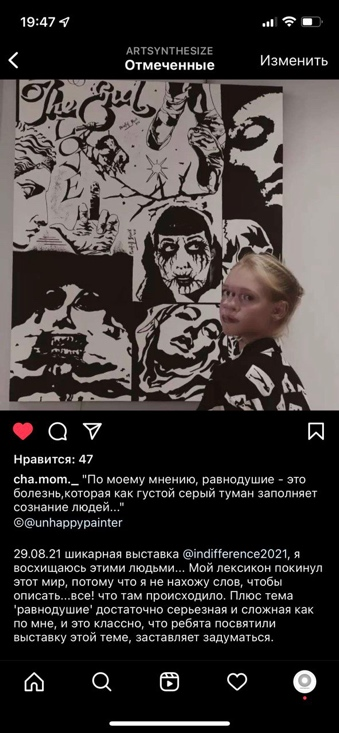 19:47
ARTSYNTHESIZE
Отмеченные
Изменить
The Girl
Нравится: 47
cha.mom._ "По моему мнению, равнодушие - это
болезнь,которая как густой серый туман заполняет
сознание людей..."
©@unhappypainter
29.08.21 шикарная выставка @indifference2021, я
восхищаюсь этими людьми... Мой лексикон покинул
этот мир, потому что я не нахожу слов, чтобы
описать...все! что там происходило. Плюс тема
'равнодушие' достаточно серьезная и сложная как
по мне, и это классно, что ребята посвятили
выставку этой теме, заставляет задуматься.